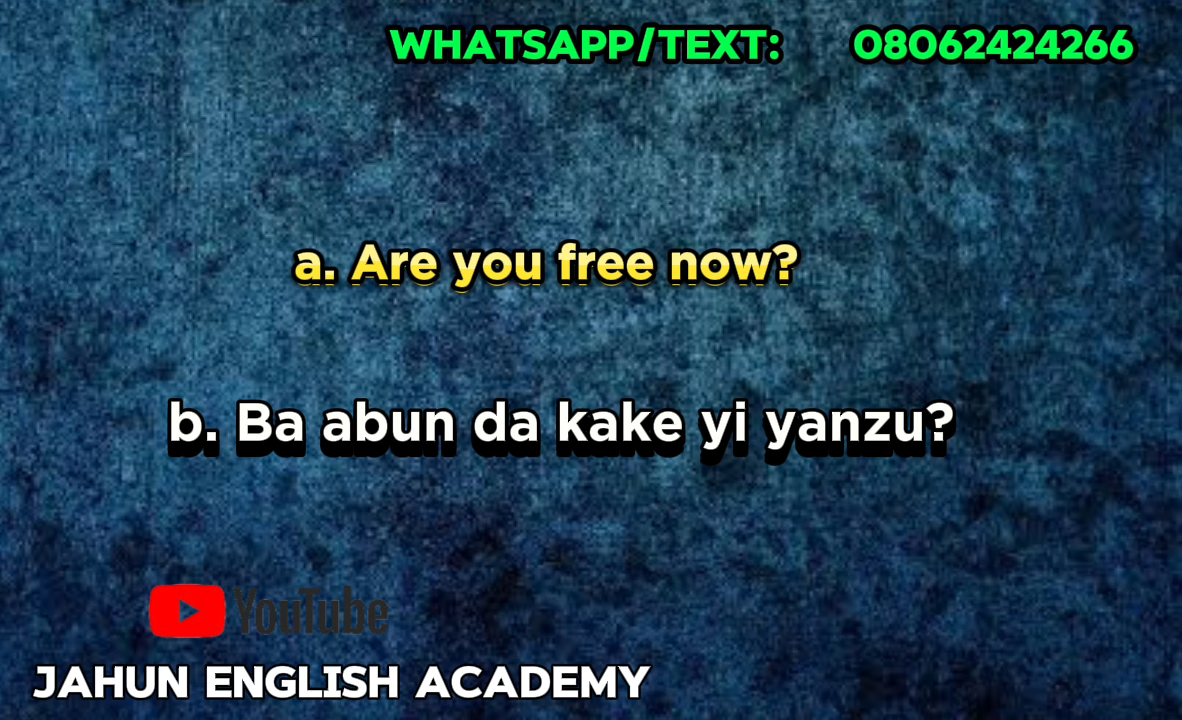 WHATSAPP/TEXT: 08062424266
a. Are you free now?
b. Ba abun da kake yi yanzu?
YouTube
JAHUN ENGLISH ACADEMY